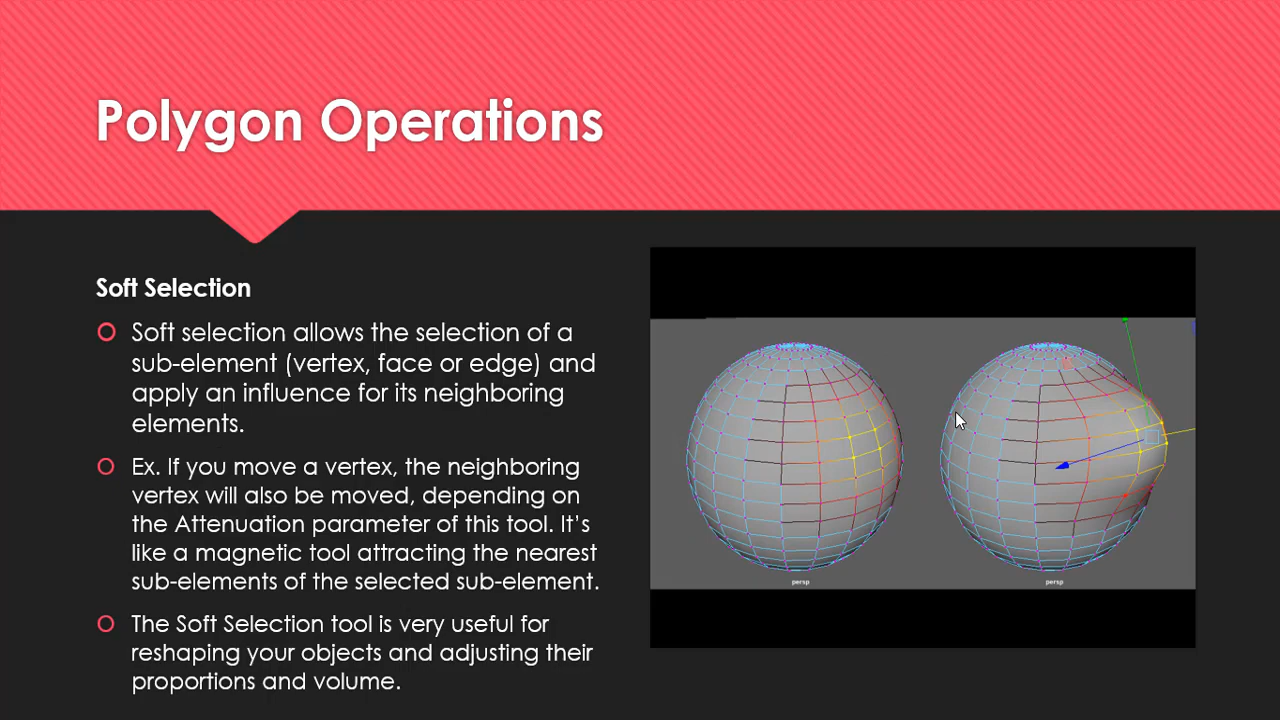 Polygon Operations
Soft Selection
Soft selection allows the selection of a
sub-element (vertex, face or edge) and
apply an influence for its neighboring
elements.
Ex. If you move a vertex, the neighboring
vertex will also be moved, depending on
the Attenuation parameter of this tool. It's
like a magnetic tool attracting the nearest
sub-elements of the selected sub-element.
The Soft Selection tool is very useful for
reshaping your objects and adjusting their
proportions and volume.
persp
persp